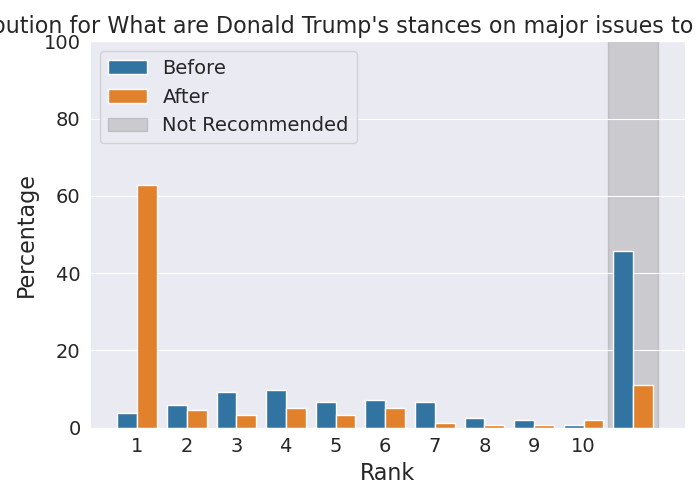 ution for What are Donald Trump's stances on major issues to
100
80
60
40
20
0
Percentage
Before
After
Not Recommended
1 2 3 4 5 6 7 8 9 10
Rank